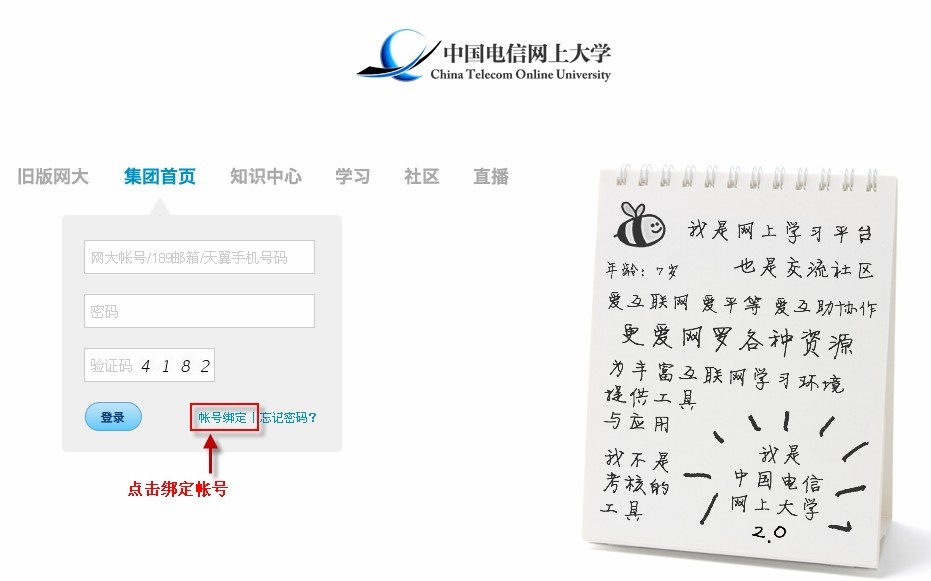 中国电信网上大学
China Telecom Online University
旧版网大 集团首页 知识中心 学习 社区 直播
网大帐号/189邮箱/天翼手机号码
密码
验证码 4 1 8 2
登录 帐号绑定 | 忘记密码?
点击绑定帐号
我是网上学习平台
年龄：7岁 也是交流社区
爱互联网 爱平等 爱互助协作
更爱网罗各种资源
为丰富互联网学习环境
提供工具
与应用
我不是
考核的
工具
我是
中国电信
网上大学
2.0